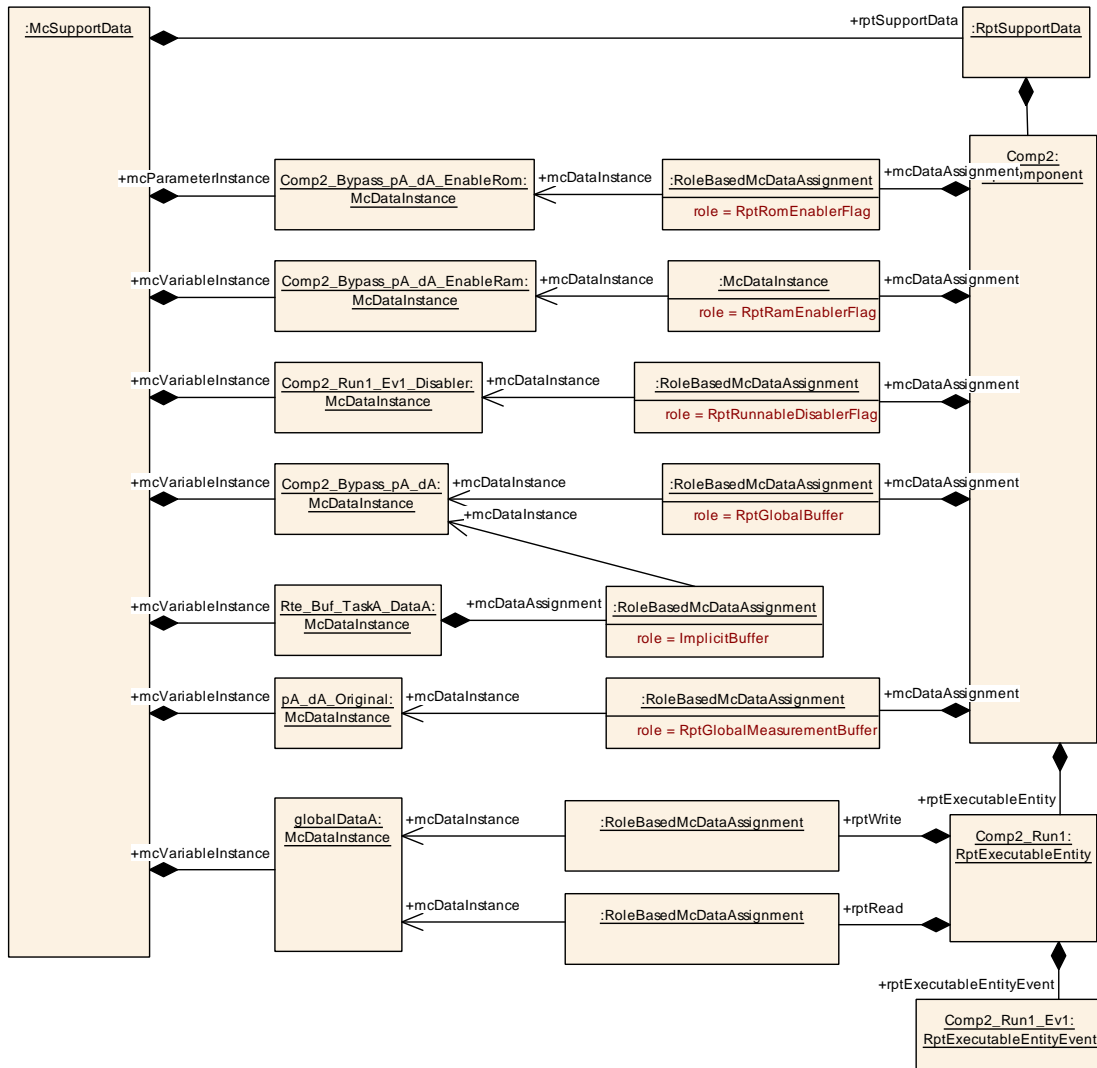 :McSupportData
+rptSupportData
:RptSupportData
+mcParameterInstance
Comp2_Bypass_pA_dA_EnableRom:
McDataInstance
+mcDataInstance
:RoleBasedMcDataAssignment
role = RptRomEnablerFlag
+mcDataAssignment
Comp2:
omponent
+mcVariableInstance
Comp2_Bypass_pA_dA_EnableRam:
McDataInstance
+mcDataInstance
:McDataInstance
role = RptRamEnablerFlag
+mcDataAssignment
+mcVariableInstance
Comp2_Run1_Ev1_Disabler:
McDataInstance
+mcDataInstance
:RoleBasedMcDataAssignment
role = RptRunnableDisablerFlag
+mcDataAssignment
+mcVariableInstance
Comp2_Bypass_pA_dA:
McDataInstance
+mcDataInstance
+mcDataInstance
:RoleBasedMcDataAssignment
role = RptGlobalBuffer
+mcDataAssignment
+mcVariableInstance
Rte_Buf_TaskA_DataA:
McDataInstance
+mcDataAssignment
:RoleBasedMcDataAssignment
role = ImplicitBuffer
+mcVariableInstance
pA_dA_Original:
McDataInstance
+mcDataInstance
:RoleBasedMcDataAssignment
role = RptGlobalMeasurementBuffer
+mcDataAssignment
+rptExecutableEntity
+mcVariableInstance
globalDataA:
McDataInstance
+mcDataInstance
:RoleBasedMcDataAssignment
+rptWrite
Comp2_Run1:
RptExecutableEntity
+mcDataInstance
:RoleBasedMcDataAssignment
+rptRead
+rptExecutableEntityEvent
Comp2_Run1_Ev1:
RptExecutableEntityEvent